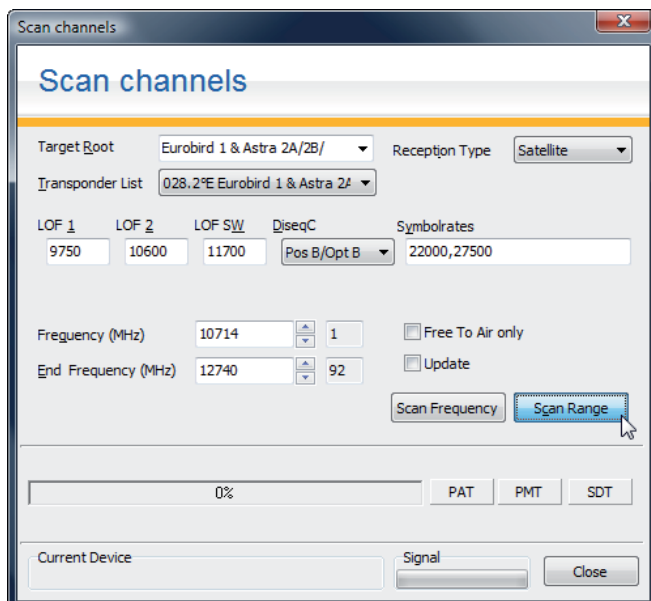 Scan channels
Scan channels
Target Root Eurobird 1 & Astra 2A/2B/ Reception Type Satellite
Transponder List 028.2°E Eurobird 1 & Astra 2A
LOF 1 LOF 2 LOF SW DiseqC Symbolrates
9750 10600 11700 Pos B/Opt B 22000,27500
Frequency (MHz) 10714 1 Free To Air only
End Frequency (MHz) 12740 92 Update
Scan Frequency Scan Range
0% PAT PMT SDT
Current Device Signal
Close